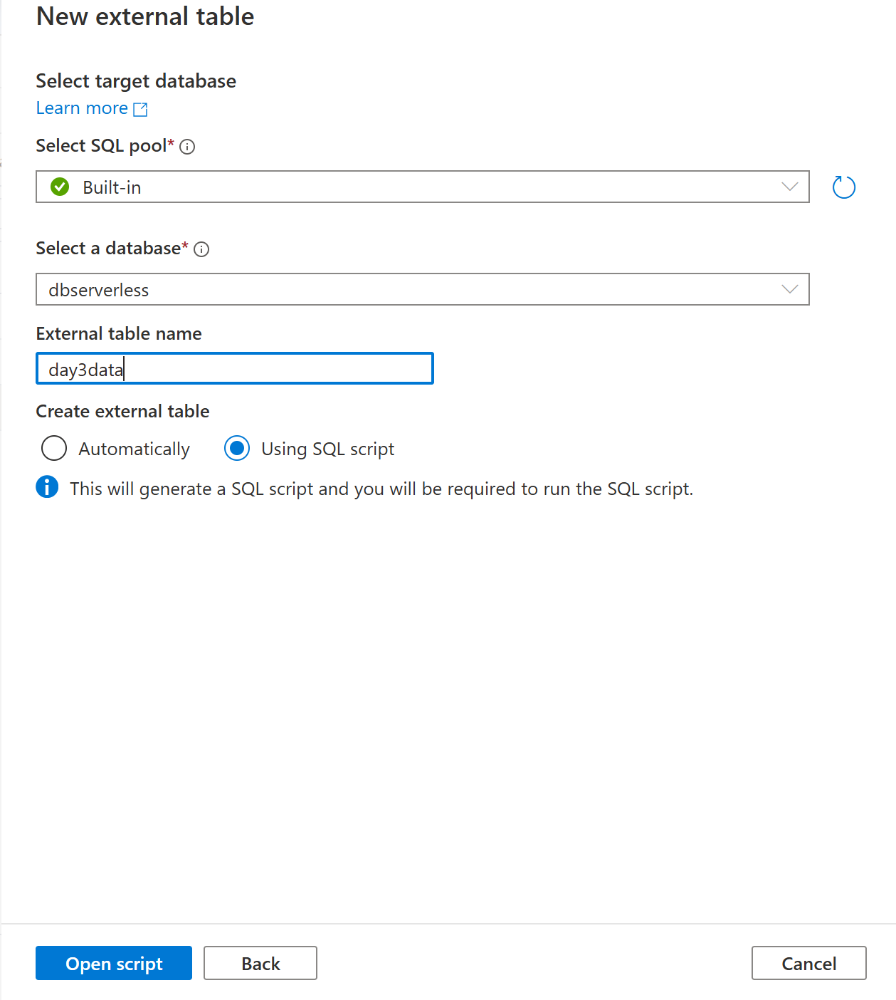 New external table
Select target database
Learn more
Select SQL pool*
Built-in
Select a database*
dbserverless
External table name
day3data
Create external table
Automatically Using SQL script
This will generate a SQL script and you will be required to run the SQL script.
Open script Back Cancel